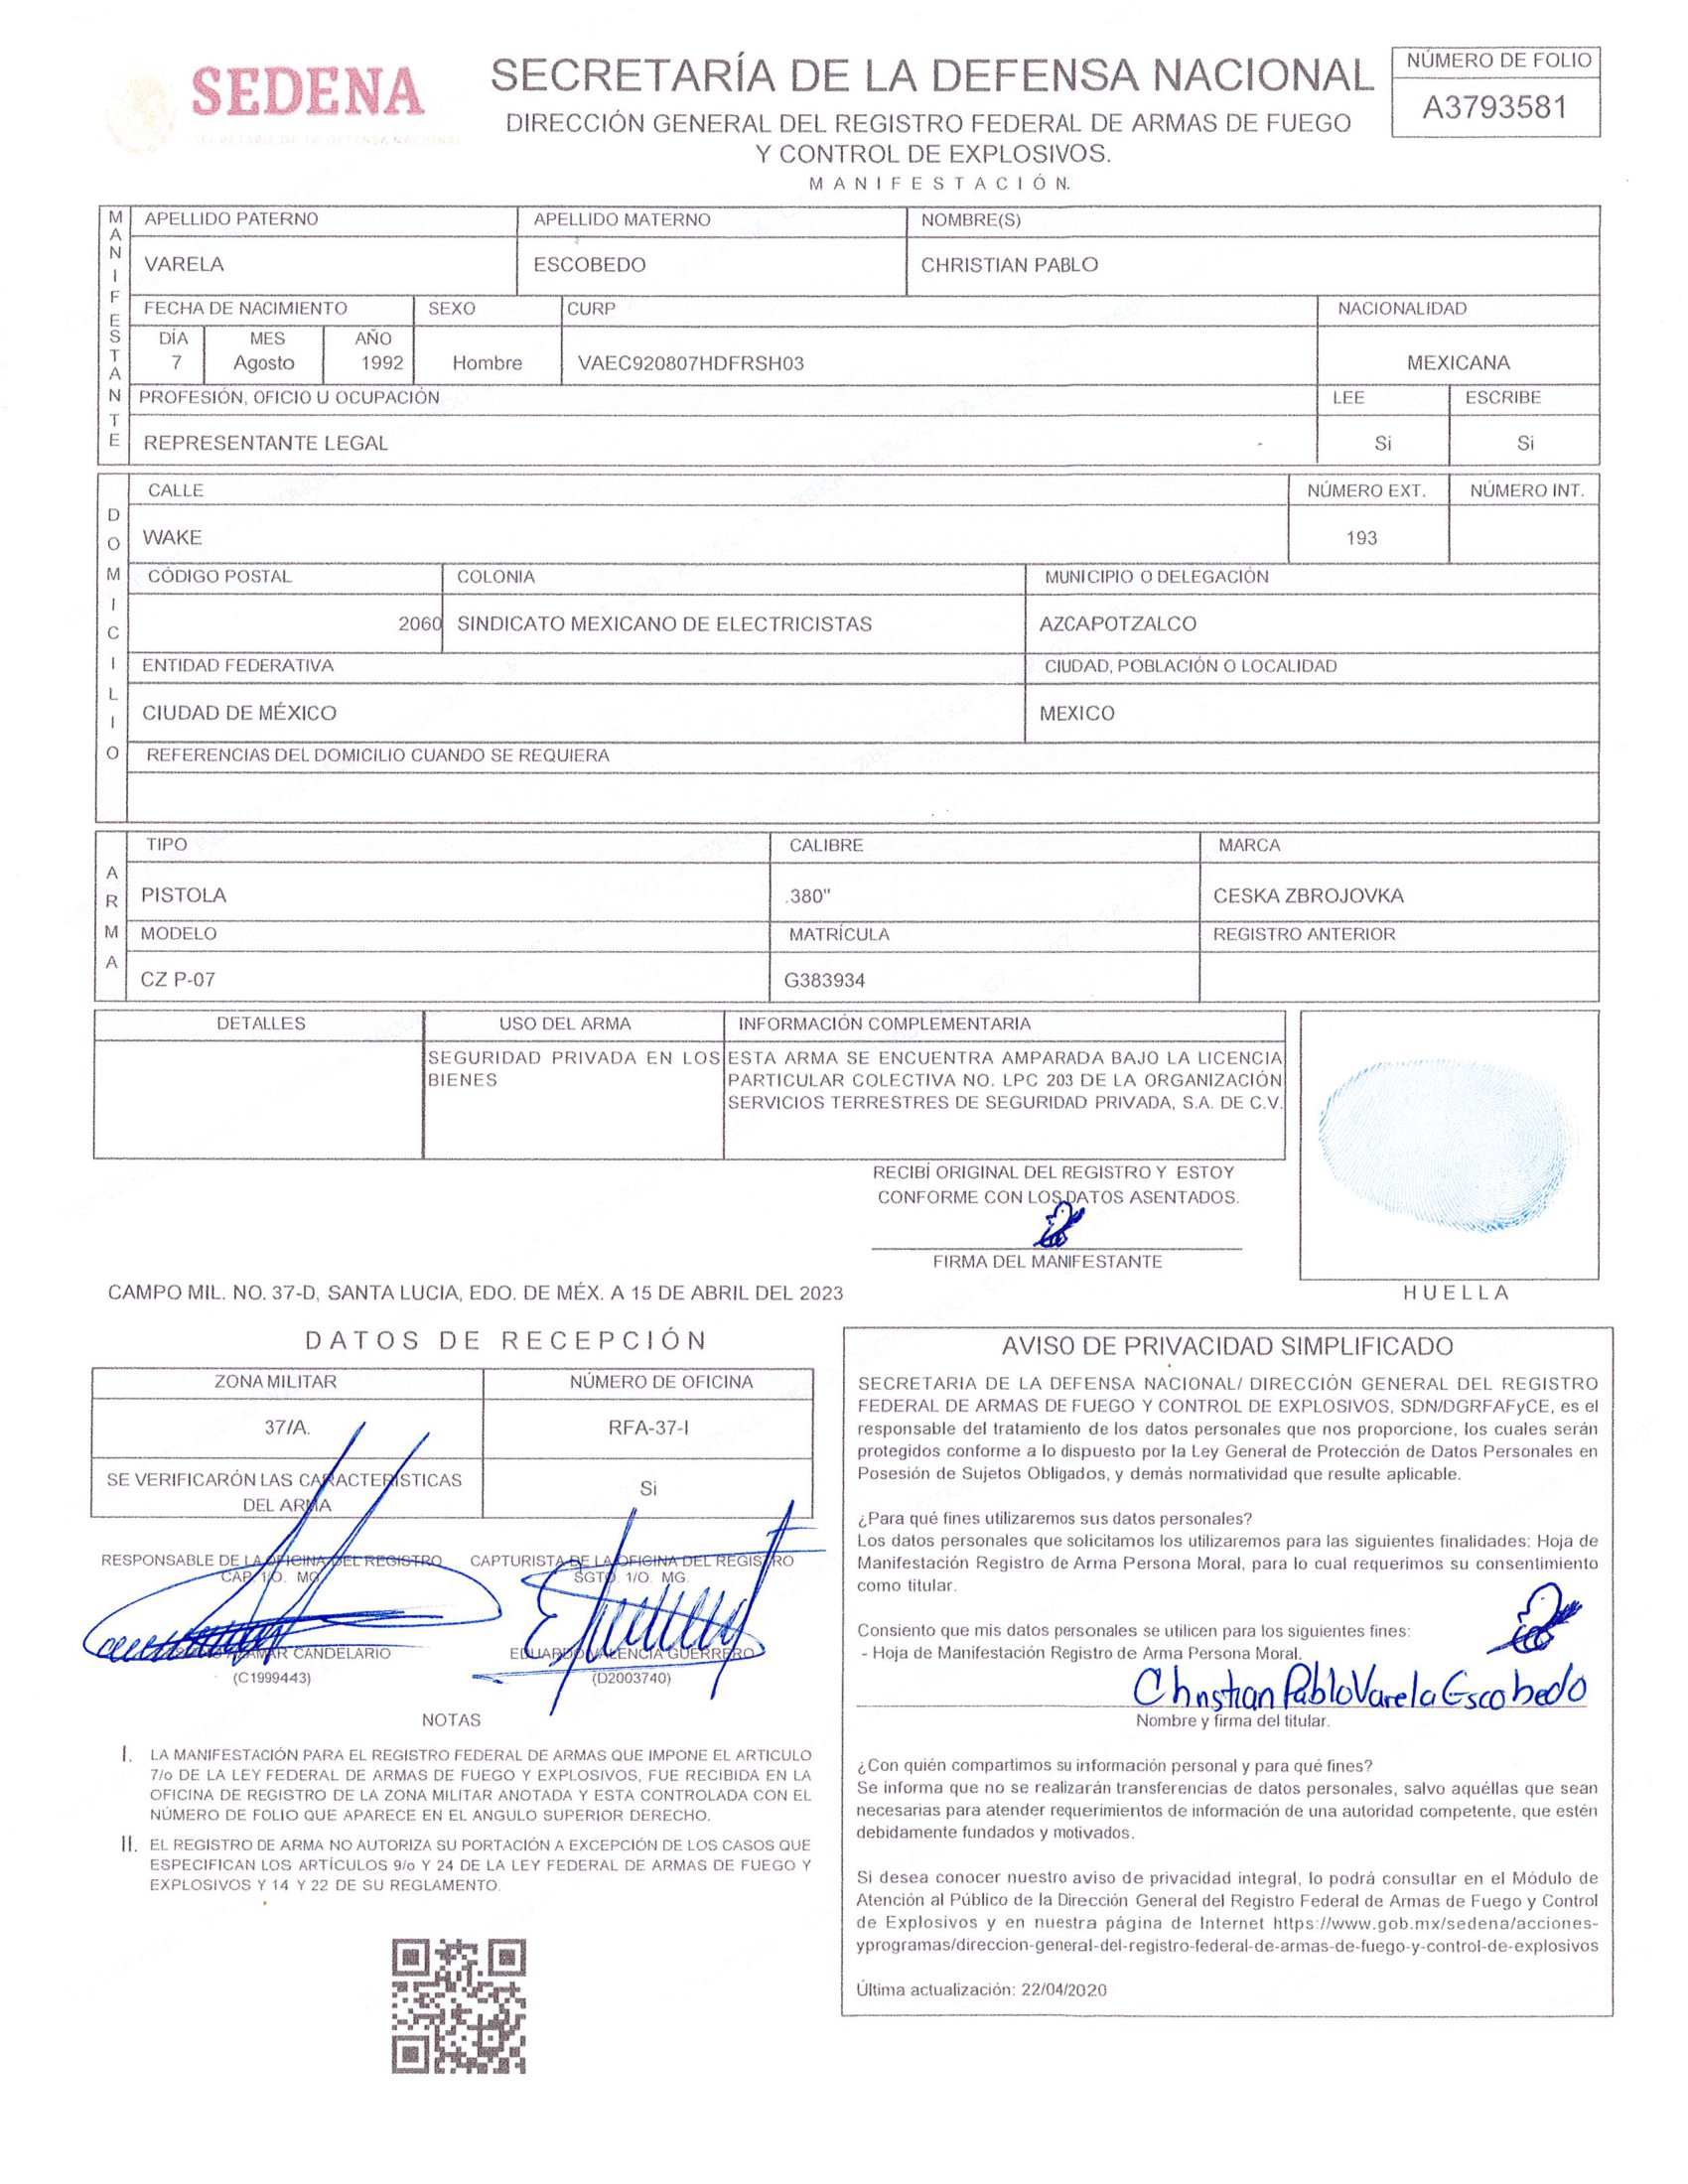 SEDENA
SECRETARÍA DE LA DEFENSA NACIONAL
SECRETARÍA DE LA DEFENSA NACIONAL
DIRECCIÓN GENERAL DEL REGISTRO FEDERAL DE ARMAS DE FUEGO
Y CONTROL DE EXPLOSIVOS.
MANIFESTACIÓN.
NÚMERO DE FOLIO
A3793581
MANIFESTANTE
APELLIDO PATERNO APELLIDO MATERNO NOMBRE(S)
VARELA ESCOBEDO CHRISTIAN PABLO
FECHA DE NACIMIENTO SEXO CURP NACIONALIDAD
DÍA MES AÑO
7 Agosto 1992 Hombre VAEC920807HDFRSH03 MEXICANA
PROFESIÓN, OFICIO U OCUPACIÓN LEE ESCRIBE
REPRESENTANTE LEGAL - Si Si
DOMICILIO
CALLE NÚMERO EXT. NÚMERO INT.
WAKE 193
CÓDIGO POSTAL COLONIA MUNICIPIO O DELEGACIÓN
2060 SINDICATO MEXICANO DE ELECTRICISTAS AZCAPOTZALCO
ENTIDAD FEDERATIVA CIUDAD, POBLACIÓN O LOCALIDAD
CIUDAD DE MÉXICO MEXICO
REFERENCIAS DEL DOMICILIO CUANDO SE REQUIERA
ARMA
TIPO CALIBRE MARCA
PISTOLA .380" CESKA ZBROJOVKA
MODELO MATRÍCULA REGISTRO ANTERIOR
CZ P-07 G383934
DETALLES USO DEL ARMA INFORMACIÓN COMPLEMENTARIA
SEGURIDAD PRIVADA EN LOS BIENES
ESTA ARMA SE ENCUENTRA AMPARADA BAJO LA LICENCIA
PARTICULAR COLECTIVA NO. LPC 203 DE LA ORGANIZACIÓN
SERVICIOS TERRESTRES DE SEGURIDAD PRIVADA, S.A. DE C.V.
RECIBÍ ORIGINAL DEL REGISTRO Y ESTOY
CONFORME CON LOS DATOS ASENTADOS.
FIRMA DEL MANIFESTANTE
HUELLA
CAMPO MIL. NO. 37-D, SANTA LUCIA, EDO. DE MÉX. A 15 DE ABRIL DEL 2023
DATOS DE RECEPCIÓN
ZONA MILITAR NÚMERO DE OFICINA
37/A. RFA-37-I
SE VERIFICARÓN LAS CARACTERÍSTICAS
DEL ARMA
Si
RESPONSABLE DE LA OFICINA DEL REGISTRO
CAP. 1/O. MG.
CANDELARIO
(C1999443)
CAPTURISTA DE LA OFICINA DEL REGISTRO
SGTO. 1/O. MG.
EDUARDO VALENCIA GUERRERO
(D2003740)
NOTAS
I. LA MANIFESTACIÓN PARA EL REGISTRO FEDERAL DE ARMAS QUE IMPONE EL ARTICULO
7/o DE LA LEY FEDERAL DE ARMAS DE FUEGO Y EXPLOSIVOS, FUE RECIBIDA EN LA
OFICINA DE REGISTRO DE LA ZONA MILITAR ANOTADA Y ESTA CONTROLADA CON EL
NÚMERO DE FOLIO QUE APARECE EN EL ANGULO SUPERIOR DERECHO.
II. EL REGISTRO DE ARMA NO AUTORIZA SU PORTACIÓN A EXCEPCIÓN DE LOS CASOS QUE
ESPECIFICAN LOS ARTÍCULOS 9/o Y 24 DE LA LEY FEDERAL DE ARMAS DE FUEGO Y
EXPLOSIVOS Y 14 Y 22 DE SU REGLAMENTO.
AVISO DE PRIVACIDAD SIMPLIFICADO
SECRETARIA DE LA DEFENSA NACIONAL/ DIRECCIÓN GENERAL DEL REGISTRO
FEDERAL DE ARMAS DE FUEGO Y CONTROL DE EXPLOSIVOS, SDN/DGRFAFyCE, es el
responsable del tratamiento de los datos personales que nos proporcione, los cuales serán
protegidos conforme a lo dispuesto por la Ley General de Protección de Datos Personales en
Posesión de Sujetos Obligados, y demás normatividad que resulte aplicable.
¿Para qué fines utilizaremos sus datos personales?
Los datos personales que solicitamos los utilizaremos para las siguientes finalidades: Hoja de
Manifestación Registro de Arma Persona Moral, para lo cual requerimos su consentimiento
como titular.
Consiento que mis datos personales se utilicen para los siguientes fines:
- Hoja de Manifestación Registro de Arma Persona Moral.
Christian Pablo Varela Escobedo
Nombre y firma del titular.
¿Con quién compartimos su información personal y para qué fines?
Se informa que no se realizarán transferencias de datos personales, salvo aquéllas que sean
necesarias para atender requerimientos de información de una autoridad competente, que estén
debidamente fundados y motivados.
Si desea conocer nuestro aviso de privacidad integral, lo podrá consultar en el Módulo de
Atención al Público de la Dirección General del Registro Federal de Armas de Fuego y Control
de Explosivos y en nuestra página de Internet https://www.gob.mx/sedena/acciones-
yprogramas/direccion-general-del-registro-federal-de-armas-de-fuego-y-control-de-explosivos
Última actualización: 22/04/2020